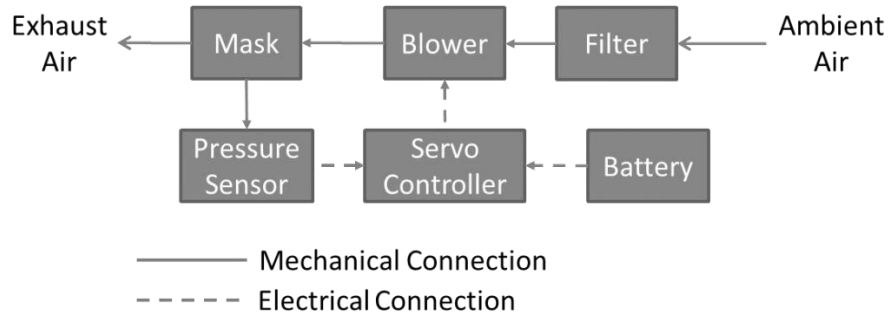 Exhaust
Air
Mask
Blower
Filter
Ambient
Air
Pressure
Sensor
Servo
Controller
Battery
Mechanical Connection
Electrical Connection